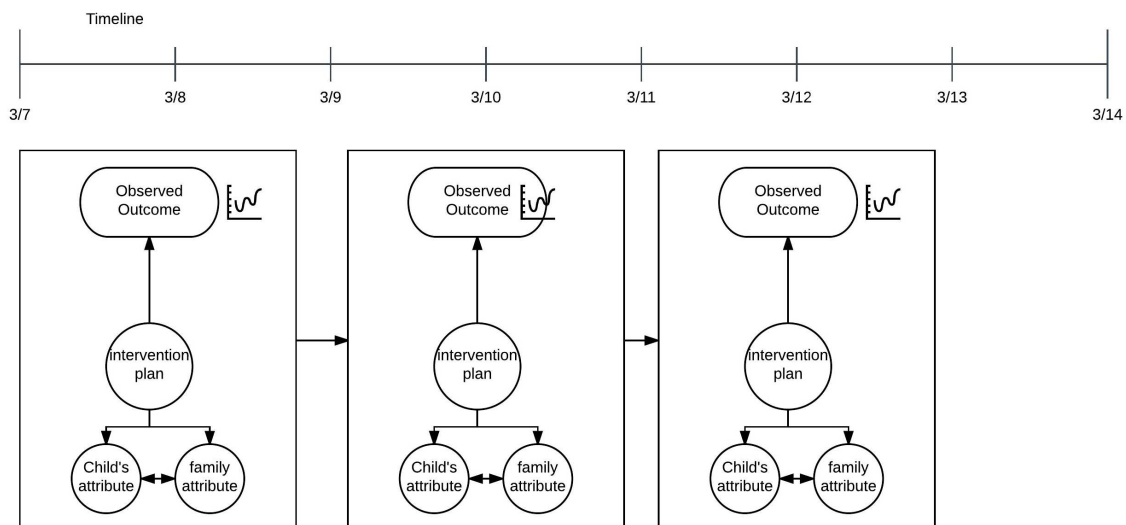 Timeline
3/7
3/8
3/9
3/10
3/11
3/12
3/13
3/14
Observed
Outcome
intervention
plan
Child's
attribute
family
attribute
Observed
Outcome
intervention
plan
Child's
attribute
family
attribute
Observed
Outcome
intervention
plan
Child's
attribute
family
attribute